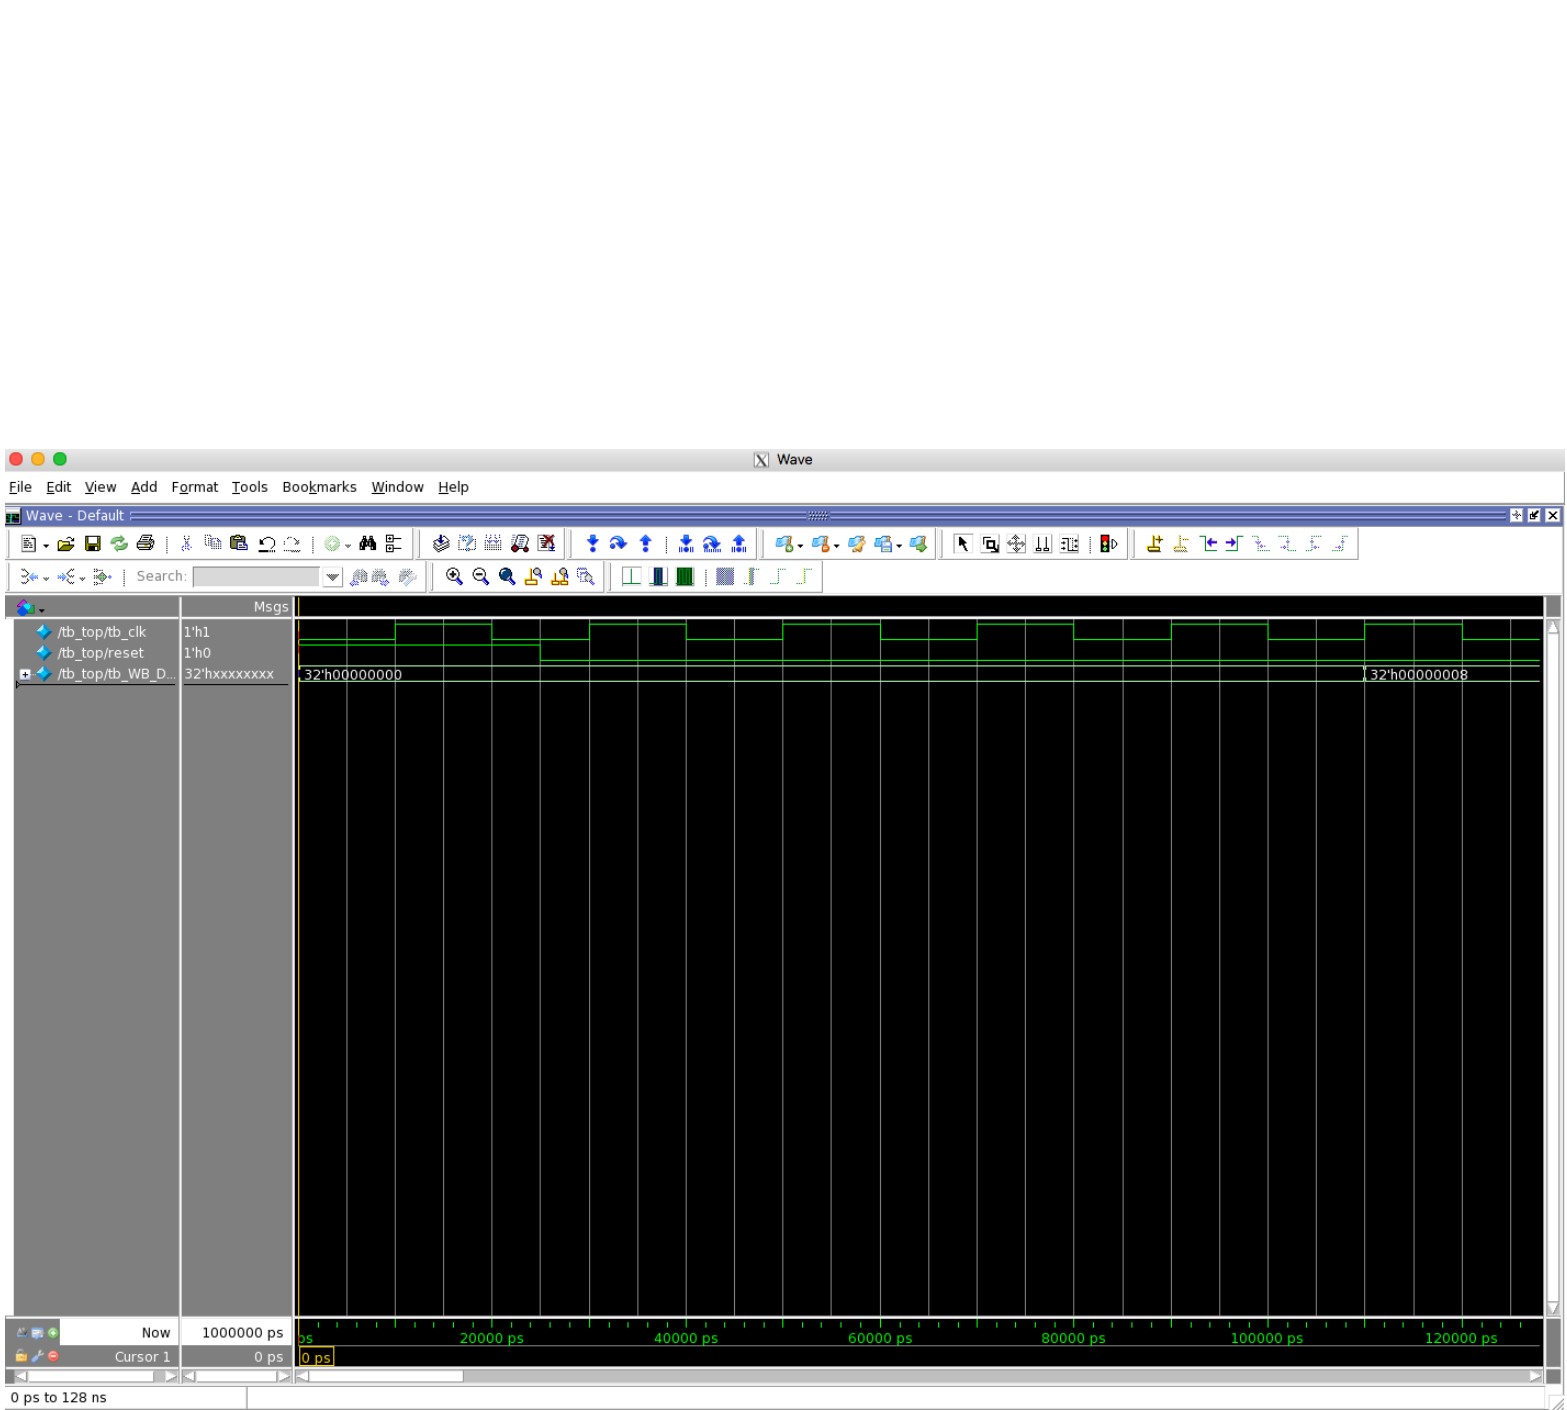 Wave
File Edit View Add Format Tools Bookmarks Window Help
Wave - Default
Search:
Msgs
/tb_top/tb_clk 1'h1
/tb_top/reset 1'h0
/tb_top/tb_WB_D... 32'hxxxxxxxx 32'h00000000 32'h00000008
Now 1000000 ps ps 20000 ps 40000 ps 60000 ps 80000 ps 100000 ps 120000 ps
Cursor 1 0 ps 0 ps
0 ps to 128 ns